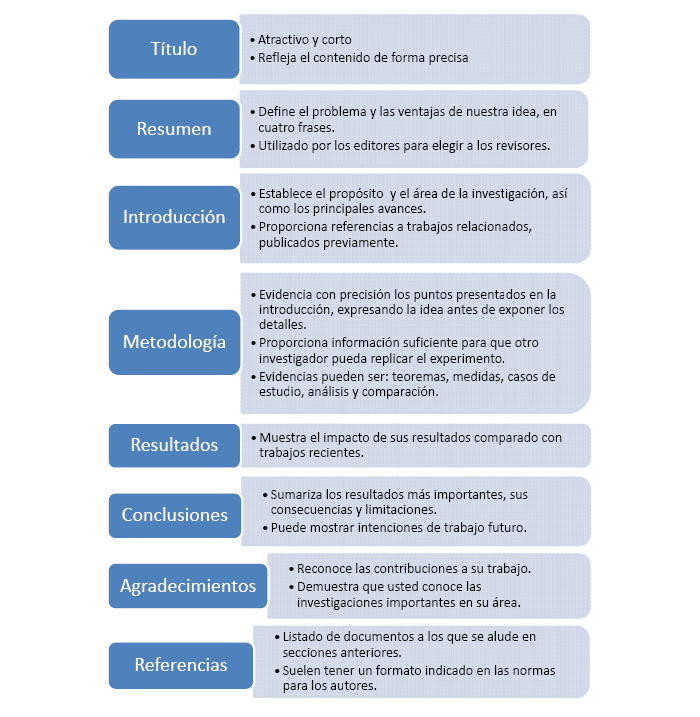 Título
• Atractivo y corto
• Refleja el contenido de forma precisa
Resumen
• Define el problema y las ventajas de nuestra idea, en
cuatro frases.
• Utilizado por los editores para elegir a los revisores.
Introducción
• Establece el propósito y el área de la investigación, así
como los principales avances.
• Proporciona referencias a trabajos relacionados,
publicados previamente.
Metodología
• Evidencia con precisión los puntos presentados en la
introducción, expresando la idea antes de exponer los
detalles.
• Proporciona información suficiente para que otro
investigador pueda replicar el experimento.
• Evidencias pueden ser: teoremas, medidas, casos de
estudio, análisis y comparación.
Resultados
• Muestra el impacto de sus resultados comparado con
trabajos recientes.
Conclusiones
• Sumariza los resultados más importantes, sus
consecuencias y limitaciones.
• Puede mostrar intenciones de trabajo futuro.
Agradecimientos
• Reconoce las contribuciones a su trabajo.
• Demuestra que usted conoce las
investigaciones importantes en su área.
Referencias
• Listado de documentos a los que se alude en
secciones anteriores.
• Suelen tener un formato indicado en las normas
para los autores.